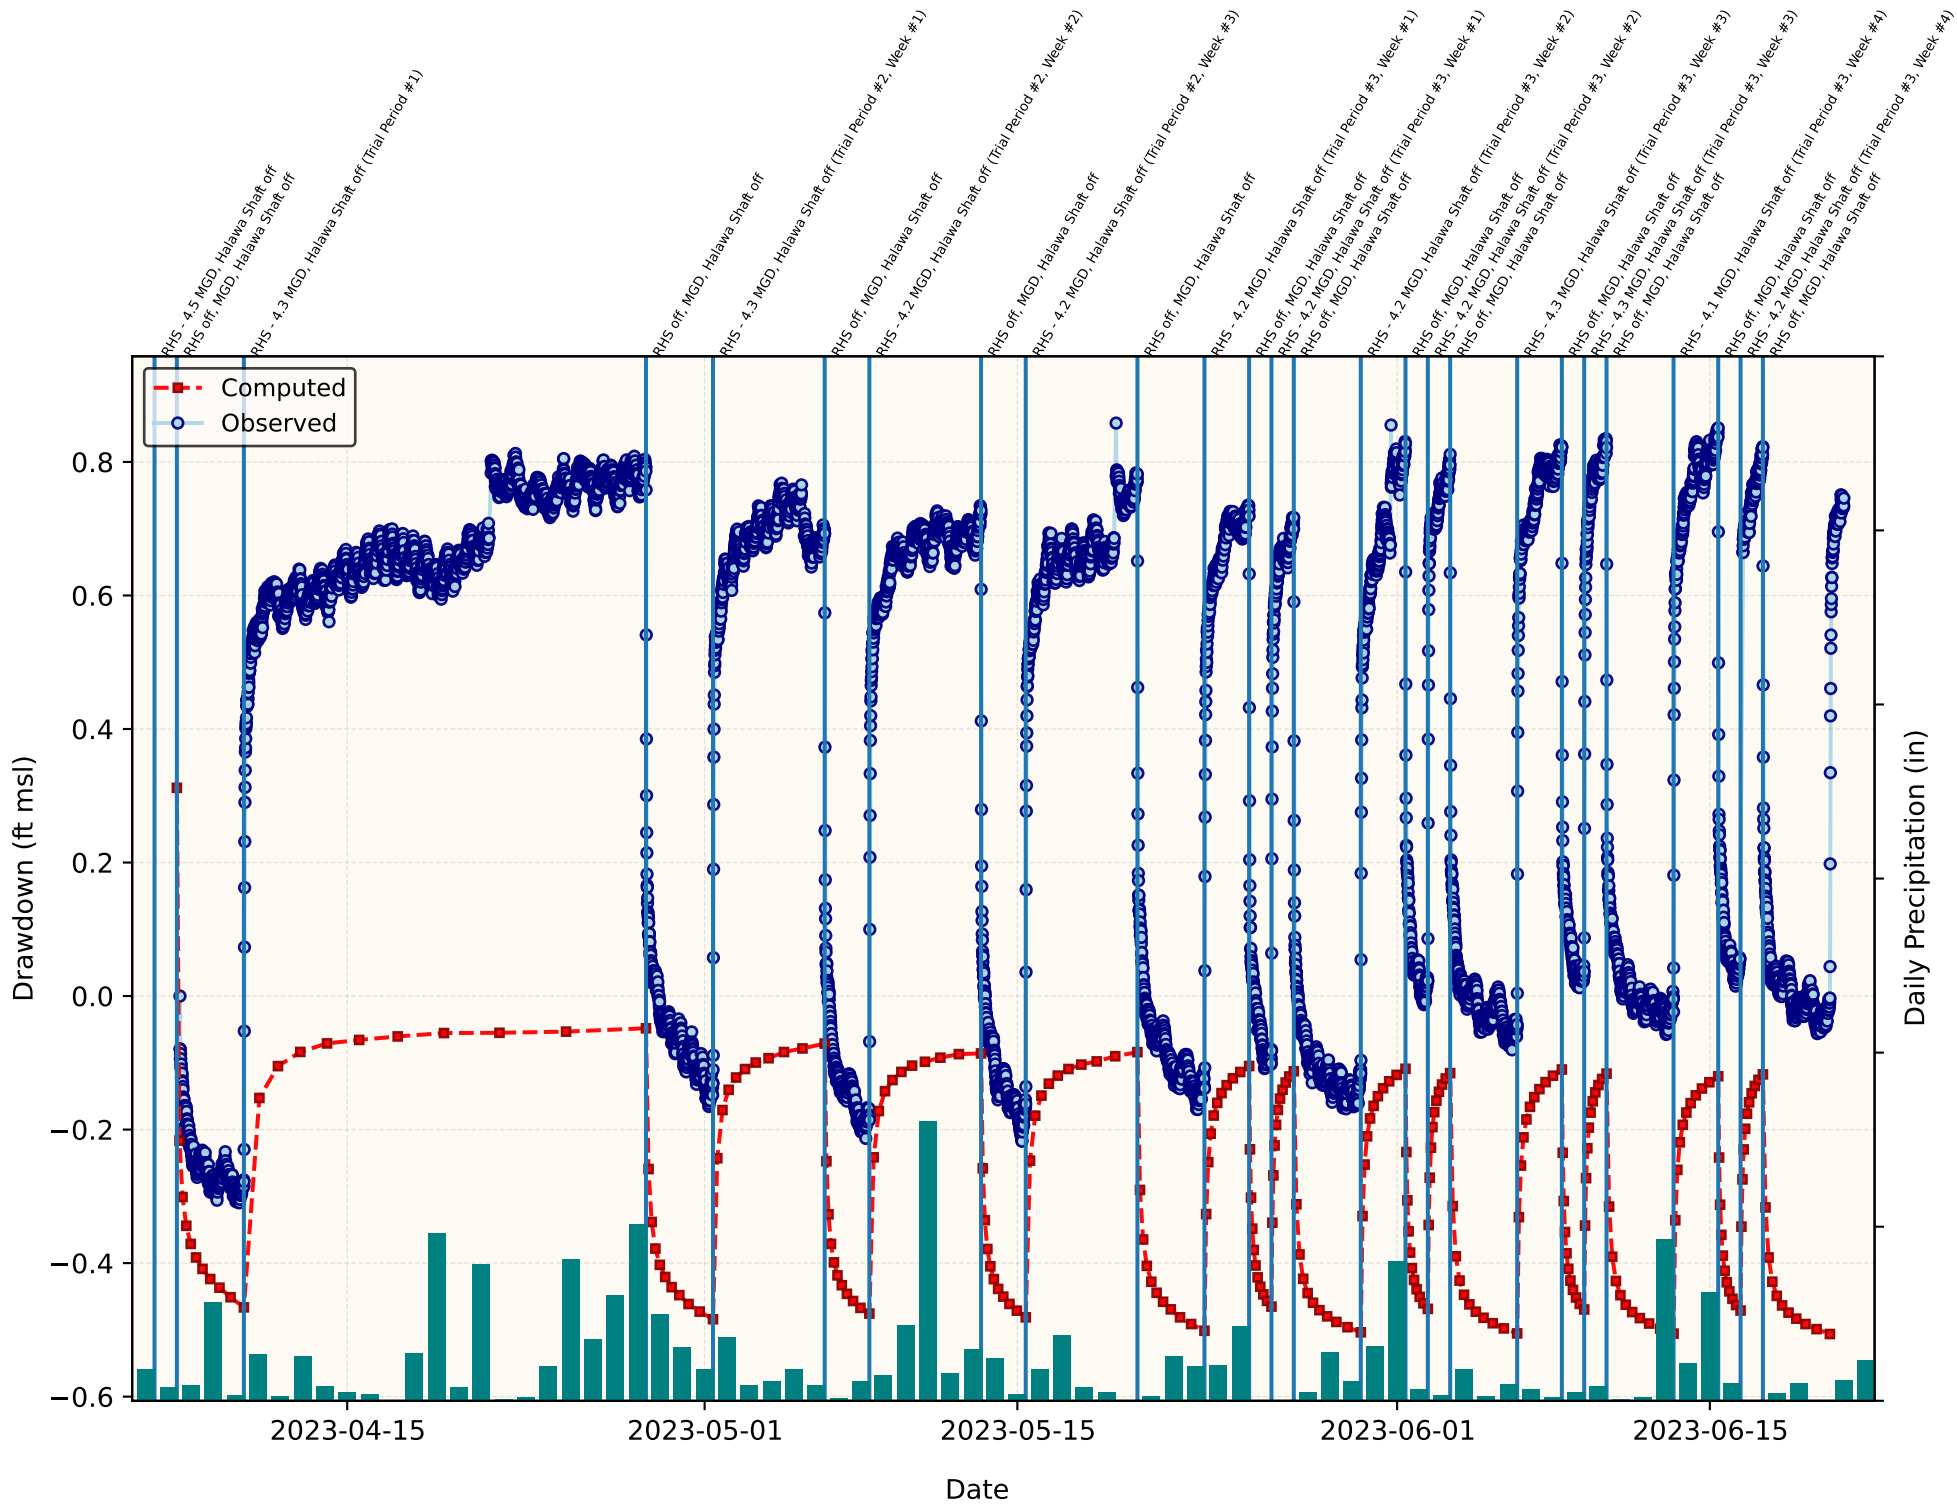 RHS - 4.5 MGD, Halawa Shaft off
RHS off, MGD, Halawa Shaft off
RHS - 4.3 MGD, Halawa Shaft off (Trial Period #1)
RHS off, MGD, Halawa Shaft off
RHS - 4.3 MGD, Halawa Shaft off (Trial Period #2, Week #1)
RHS off, MGD, Halawa Shaft off
RHS - 4.2 MGD, Halawa Shaft off (Trial Period #2, Week #2)
RHS off, MGD, Halawa Shaft off
RHS - 4.2 MGD, Halawa Shaft off (Trial Period #2, Week #3)
RHS off, MGD, Halawa Shaft off
RHS - 4.2 MGD, Halawa Shaft off (Trial Period #3, Week #1)
RHS off, MGD, Halawa Shaft off
RHS - 4.2 MGD, Halawa Shaft off (Trial Period #3, Week #1)
RHS off, MGD, Halawa Shaft off
RHS - 4.2 MGD, Halawa Shaft off (Trial Period #3, Week #2)
RHS off, MGD, Halawa Shaft off
RHS - 4.2 MGD, Halawa Shaft off (Trial Period #3, Week #2)
RHS off, MGD, Halawa Shaft off
RHS - 4.3 MGD, Halawa Shaft off (Trial Period #3, Week #3)
RHS off, MGD, Halawa Shaft off
RHS - 4.3 MGD, Halawa Shaft off (Trial Period #3, Week #3)
RHS off, MGD, Halawa Shaft off
RHS - 4.1 MGD, Halawa Shaft off (Trial Period #3, Week #4)
RHS off, MGD, Halawa Shaft off
RHS - 4.2 MGD, Halawa Shaft off (Trial Period #3, Week #4)
RHS off, MGD, Halawa Shaft off
Computed
Observed
0.8
0.6
0.4
0.2
0.0
−0.2
−0.4
−0.6
Drawdown (ft msl)
Daily Precipitation (in)
2023-04-15
2023-05-01
2023-05-15
2023-06-01
2023-06-15
Date